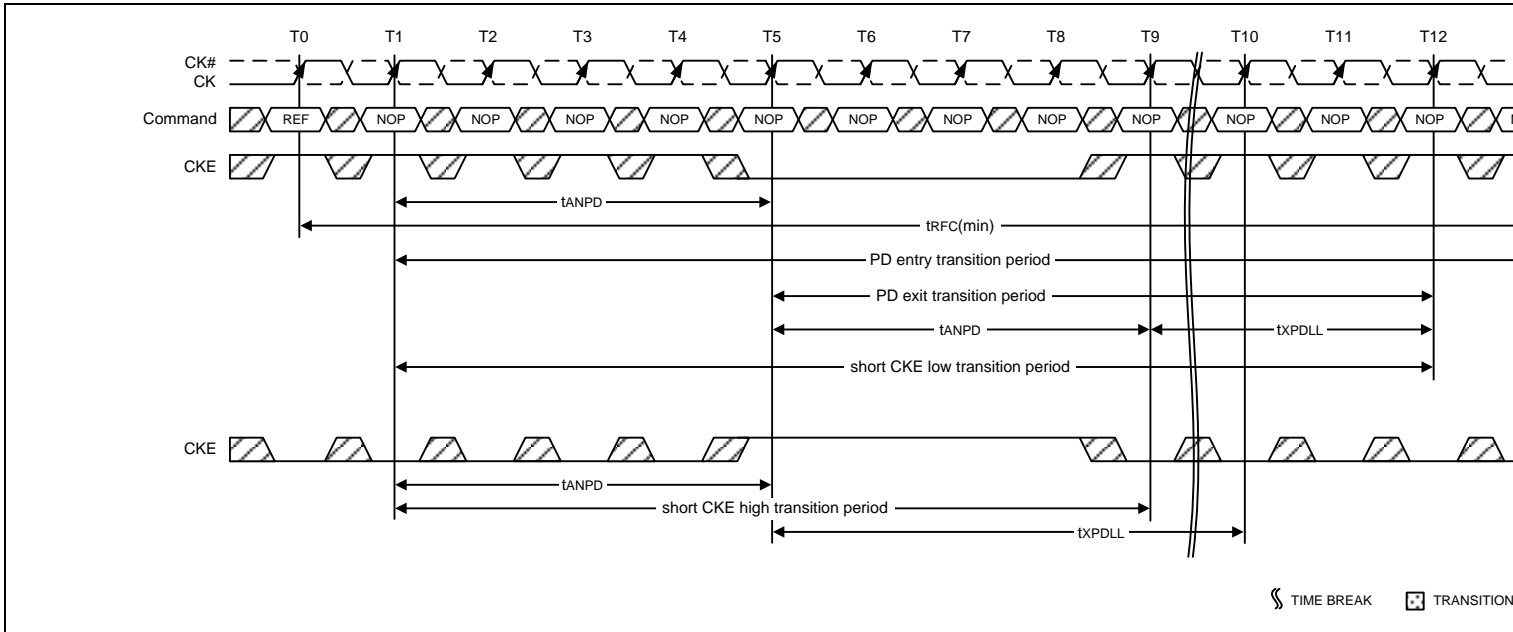 T0 T1 T2 T3 T4 T5 T6 T7 T8 T9 T10 T11 T12
CK#
CK
Command REF NOP NOP NOP NOP NOP NOP NOP NOP NOP NOP NOP NOP
CKE
tANPD
tRFC(min)
PD entry transition period
PD exit transition period
tANPD tXPDLL
short CKE low transition period
CKE
tANPD
short CKE high transition period
tXPDLL
TIME BREAK TRANSITION